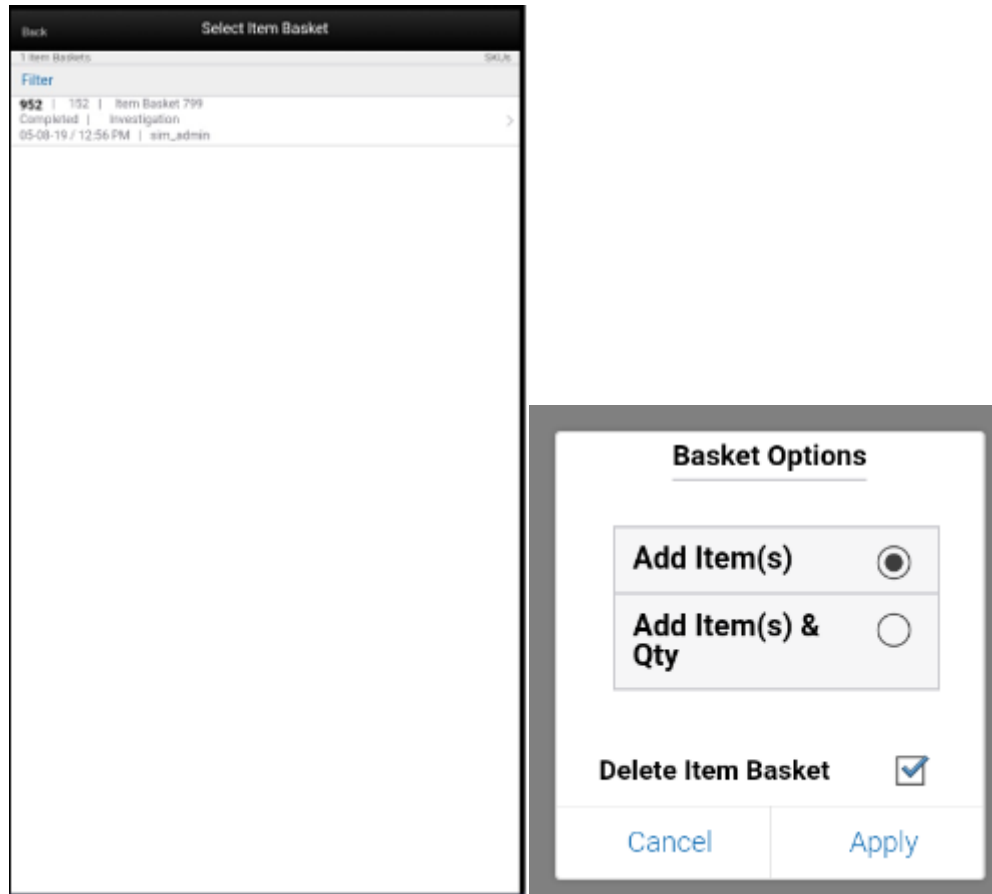 Back
Select Item Basket
1 Item Baskets
SKUs
Filter
952 | 152 | Item Basket 799
Completed | Investigation
05-08-19 / 12:56 PM | sim_admin
Basket Options
Add Item(s)
Add Item(s) &
Qty
Delete Item Basket
Cancel
Apply